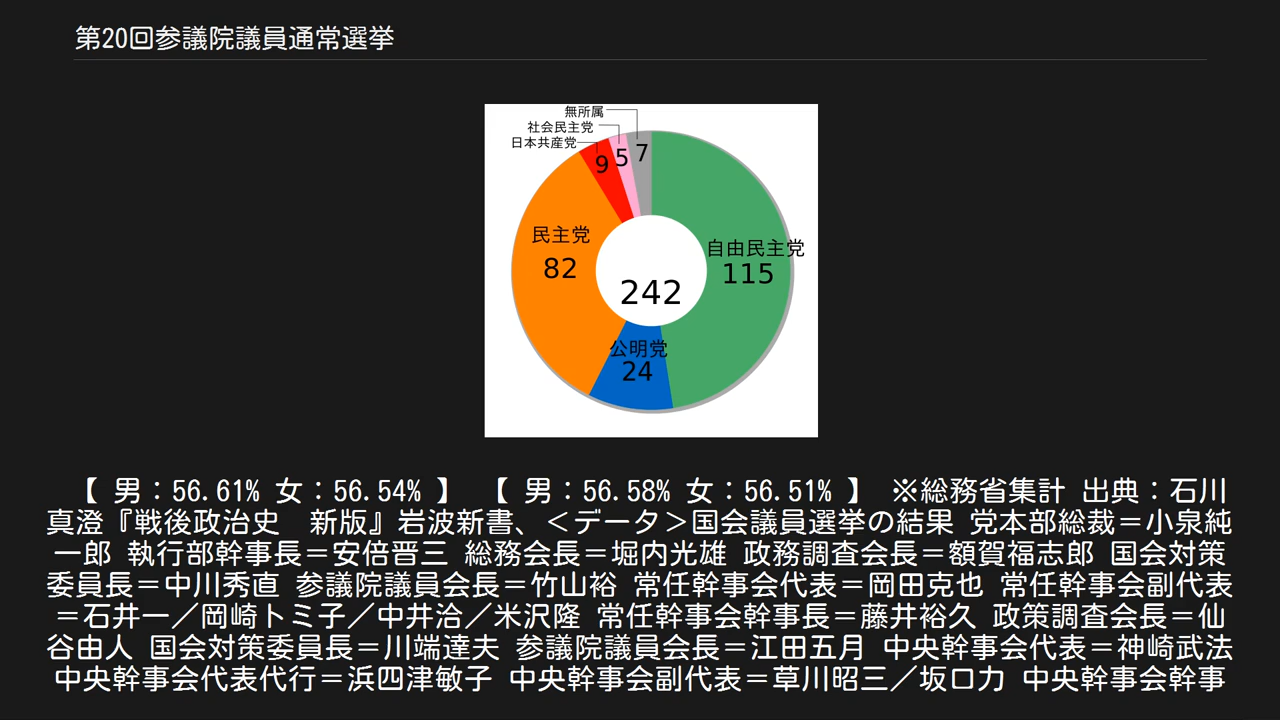 第20回参議院議員通常選挙
無所属
社会民主党
日本共産党
9
5
7
民主党
82
自由民主党
115
242
公明党
24
【 男：56.61% 女：56.54% 】 【 男：56.58% 女：56.51% 】 ※総務省集計 出典：石川
真澄『戦後政治史　新版』岩波新書、＜データ＞国会議員選挙の結果 党本部総裁＝小泉純
一郎 執行部幹事長＝安倍晋三 総務会長＝堀内光雄 政務調査会長＝額賀福志郎 国会対策
委員長＝中川秀直 参議院議員会長＝竹山裕 常任幹事会代表＝岡田克也 常任幹事会副代表
＝石井一／岡崎トミ子／中井洽／米沢隆 常任幹事会幹事長＝藤井裕久 政策調査会長＝仙
谷由人 国会対策委員長＝川端達夫 参議院議員会長＝江田五月 中央幹事会代表＝神崎武法
中央幹事会代表代行＝浜四津敏子 中央幹事会副代表＝草川昭三／坂口力 中央幹事会幹事